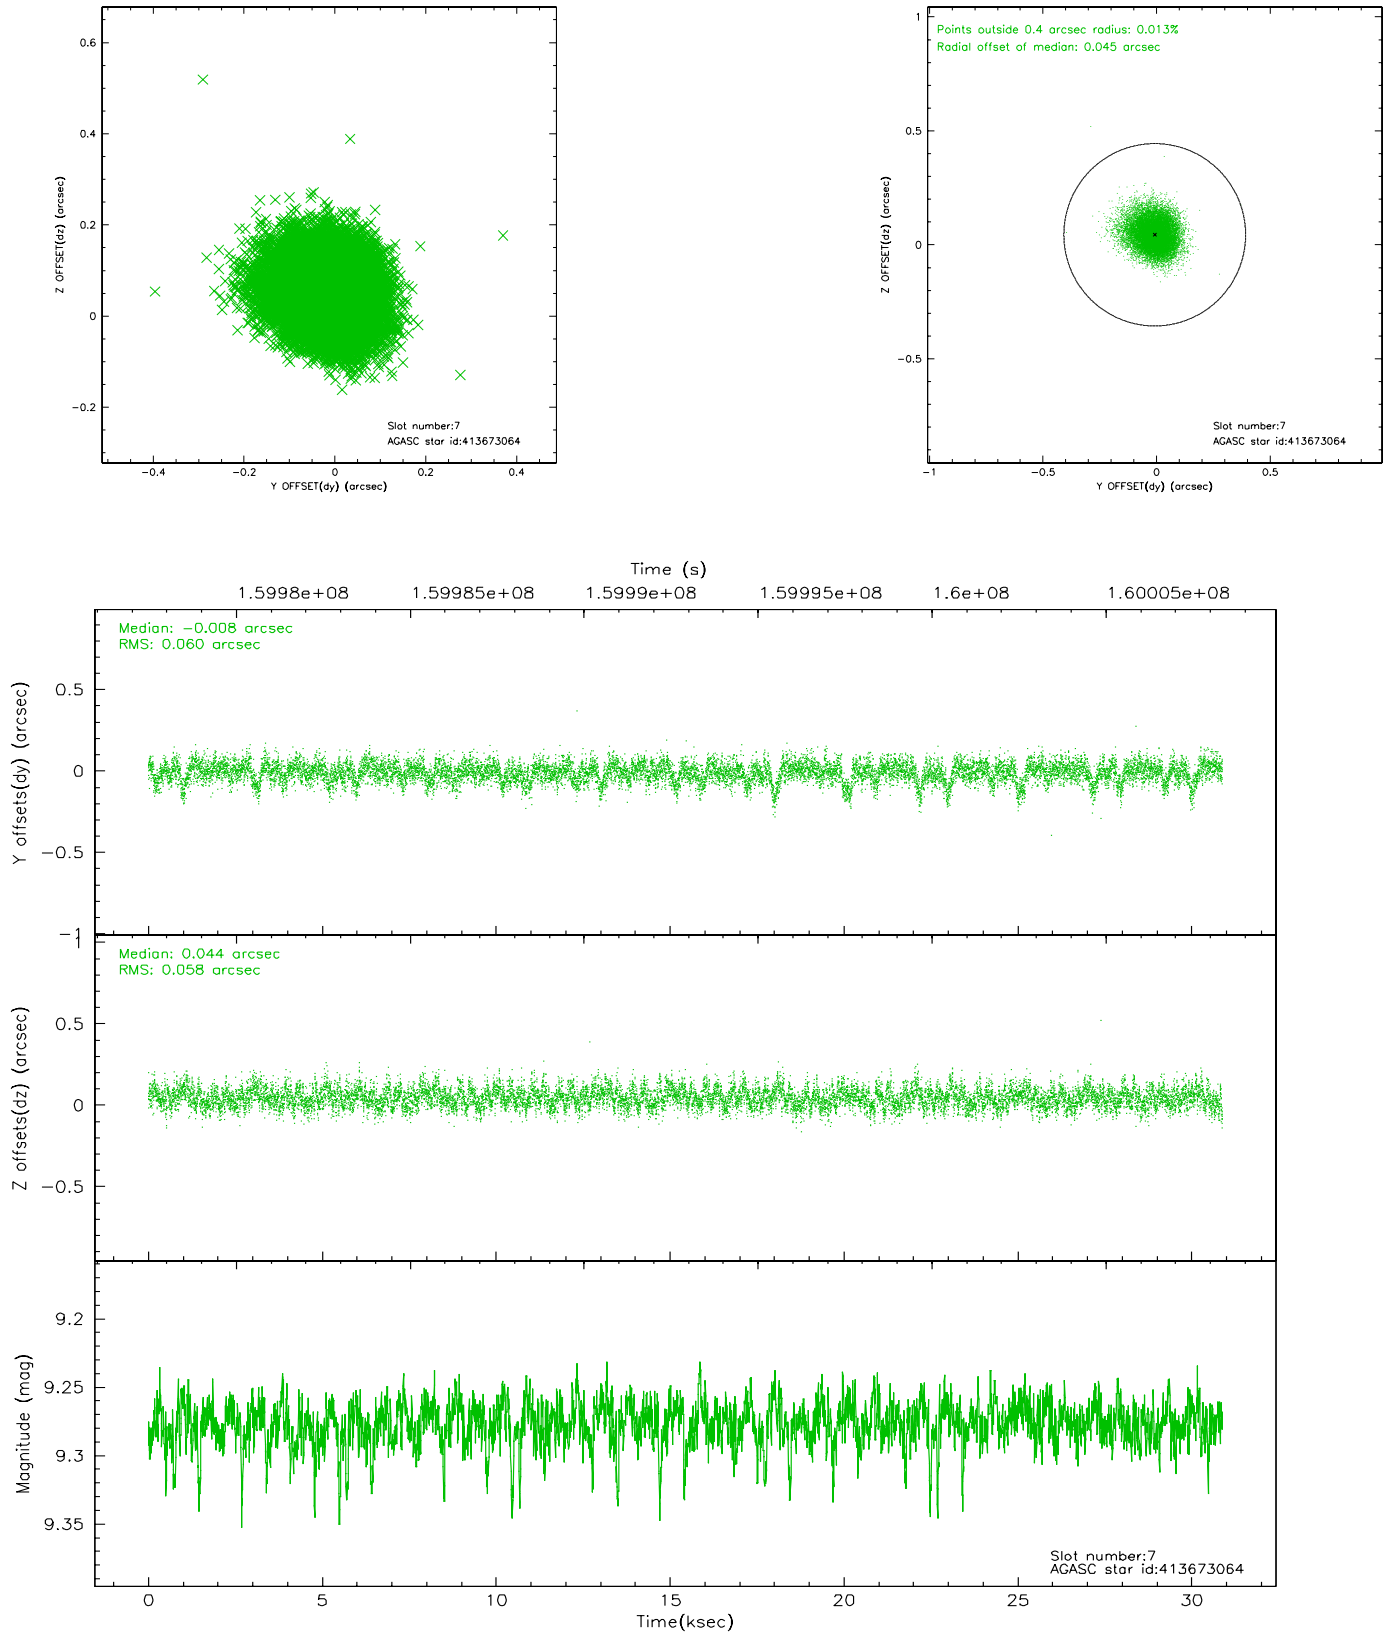 0.6
0.4
0.2
0
−0.2
Z OFFSET(dz) (arcsec)
−0.4 −0.2 0 0.2 0.4
Y OFFSET(dy) (arcsec)
Slot number:7
AGASC star id:413673064
Points outside 0.4 arcsec radius: 0.013%
Radial offset of median: 0.045 arcsec
1
0.5
0
−0.5
Z OFFSET(dz) (arcsec)
−1 −0.5 0 0.5
Y OFFSET(dy) (arcsec)
Slot number:7
AGASC star id:413673064
Time (s)
1.5998e+08 1.59985e+08 1.5999e+08 1.59995e+08 1.6e+08 1.60005e+08
Median: −0.008 arcsec
RMS: 0.060 arcsec
0.5
0
−0.5
−1
Y offsets(dy) (arcsec)
Median: 0.044 arcsec
RMS: 0.058 arcsec
1
0.5
0
−0.5
Z offsets(dz) (arcsec)
9.2
9.25
9.3
9.35
Magnitude (mag)
Slot number:7
AGASC star id:413673064
0 5 10 15 20 25 30
Time(ksec)